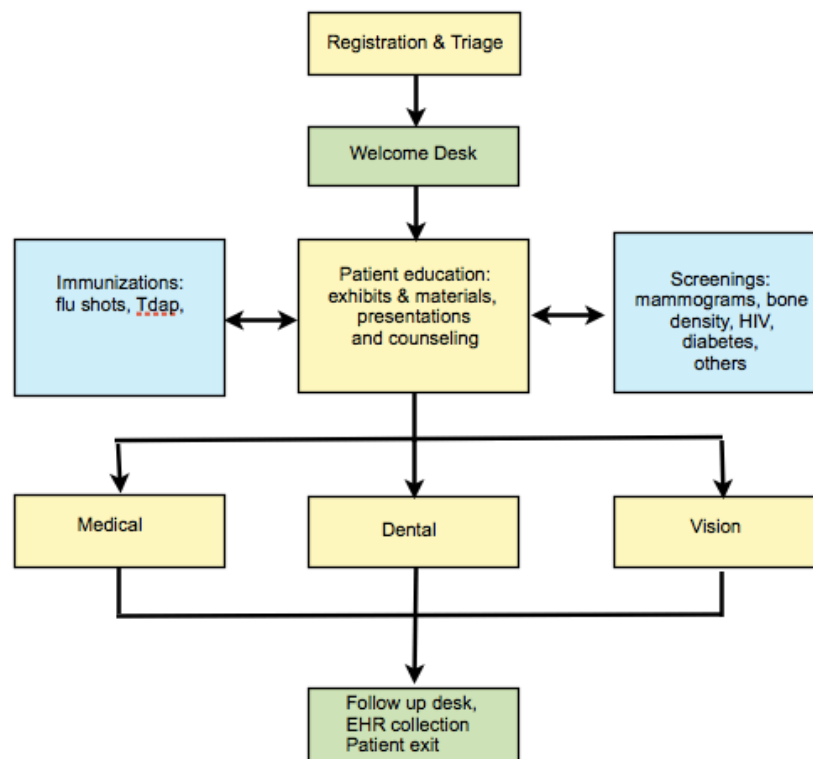 Registration & Triage
Welcome Desk
Immunizations:
flu shots, Tdap,
Patient education:
exhibits & materials,
presentations
and counseling
Screenings:
mammograms, bone
density, HIV,
diabetes,
others
Medical
Dental
Vision
Follow up desk,
EHR collection
Patient exit